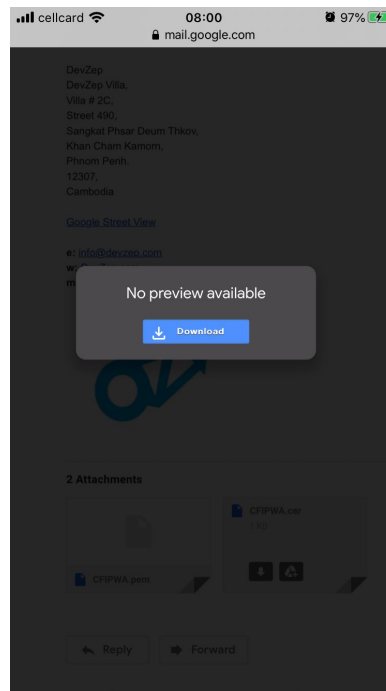 cellcard
08:00
97%
mail.google.com
DevZep
DevZep Villa,
Villa # 2C,
Street 490,
Sangkat Phsar Deum Thkov,
Khan Cham Kamorn,
Phnom Penh.
12307,
Cambodia
Google Street View
e: info@devzep.com
w:
m
No preview available
Download
2 Attachments
CFIPWA.pem
CFIPWA.cer
1 KB
Reply
Forward